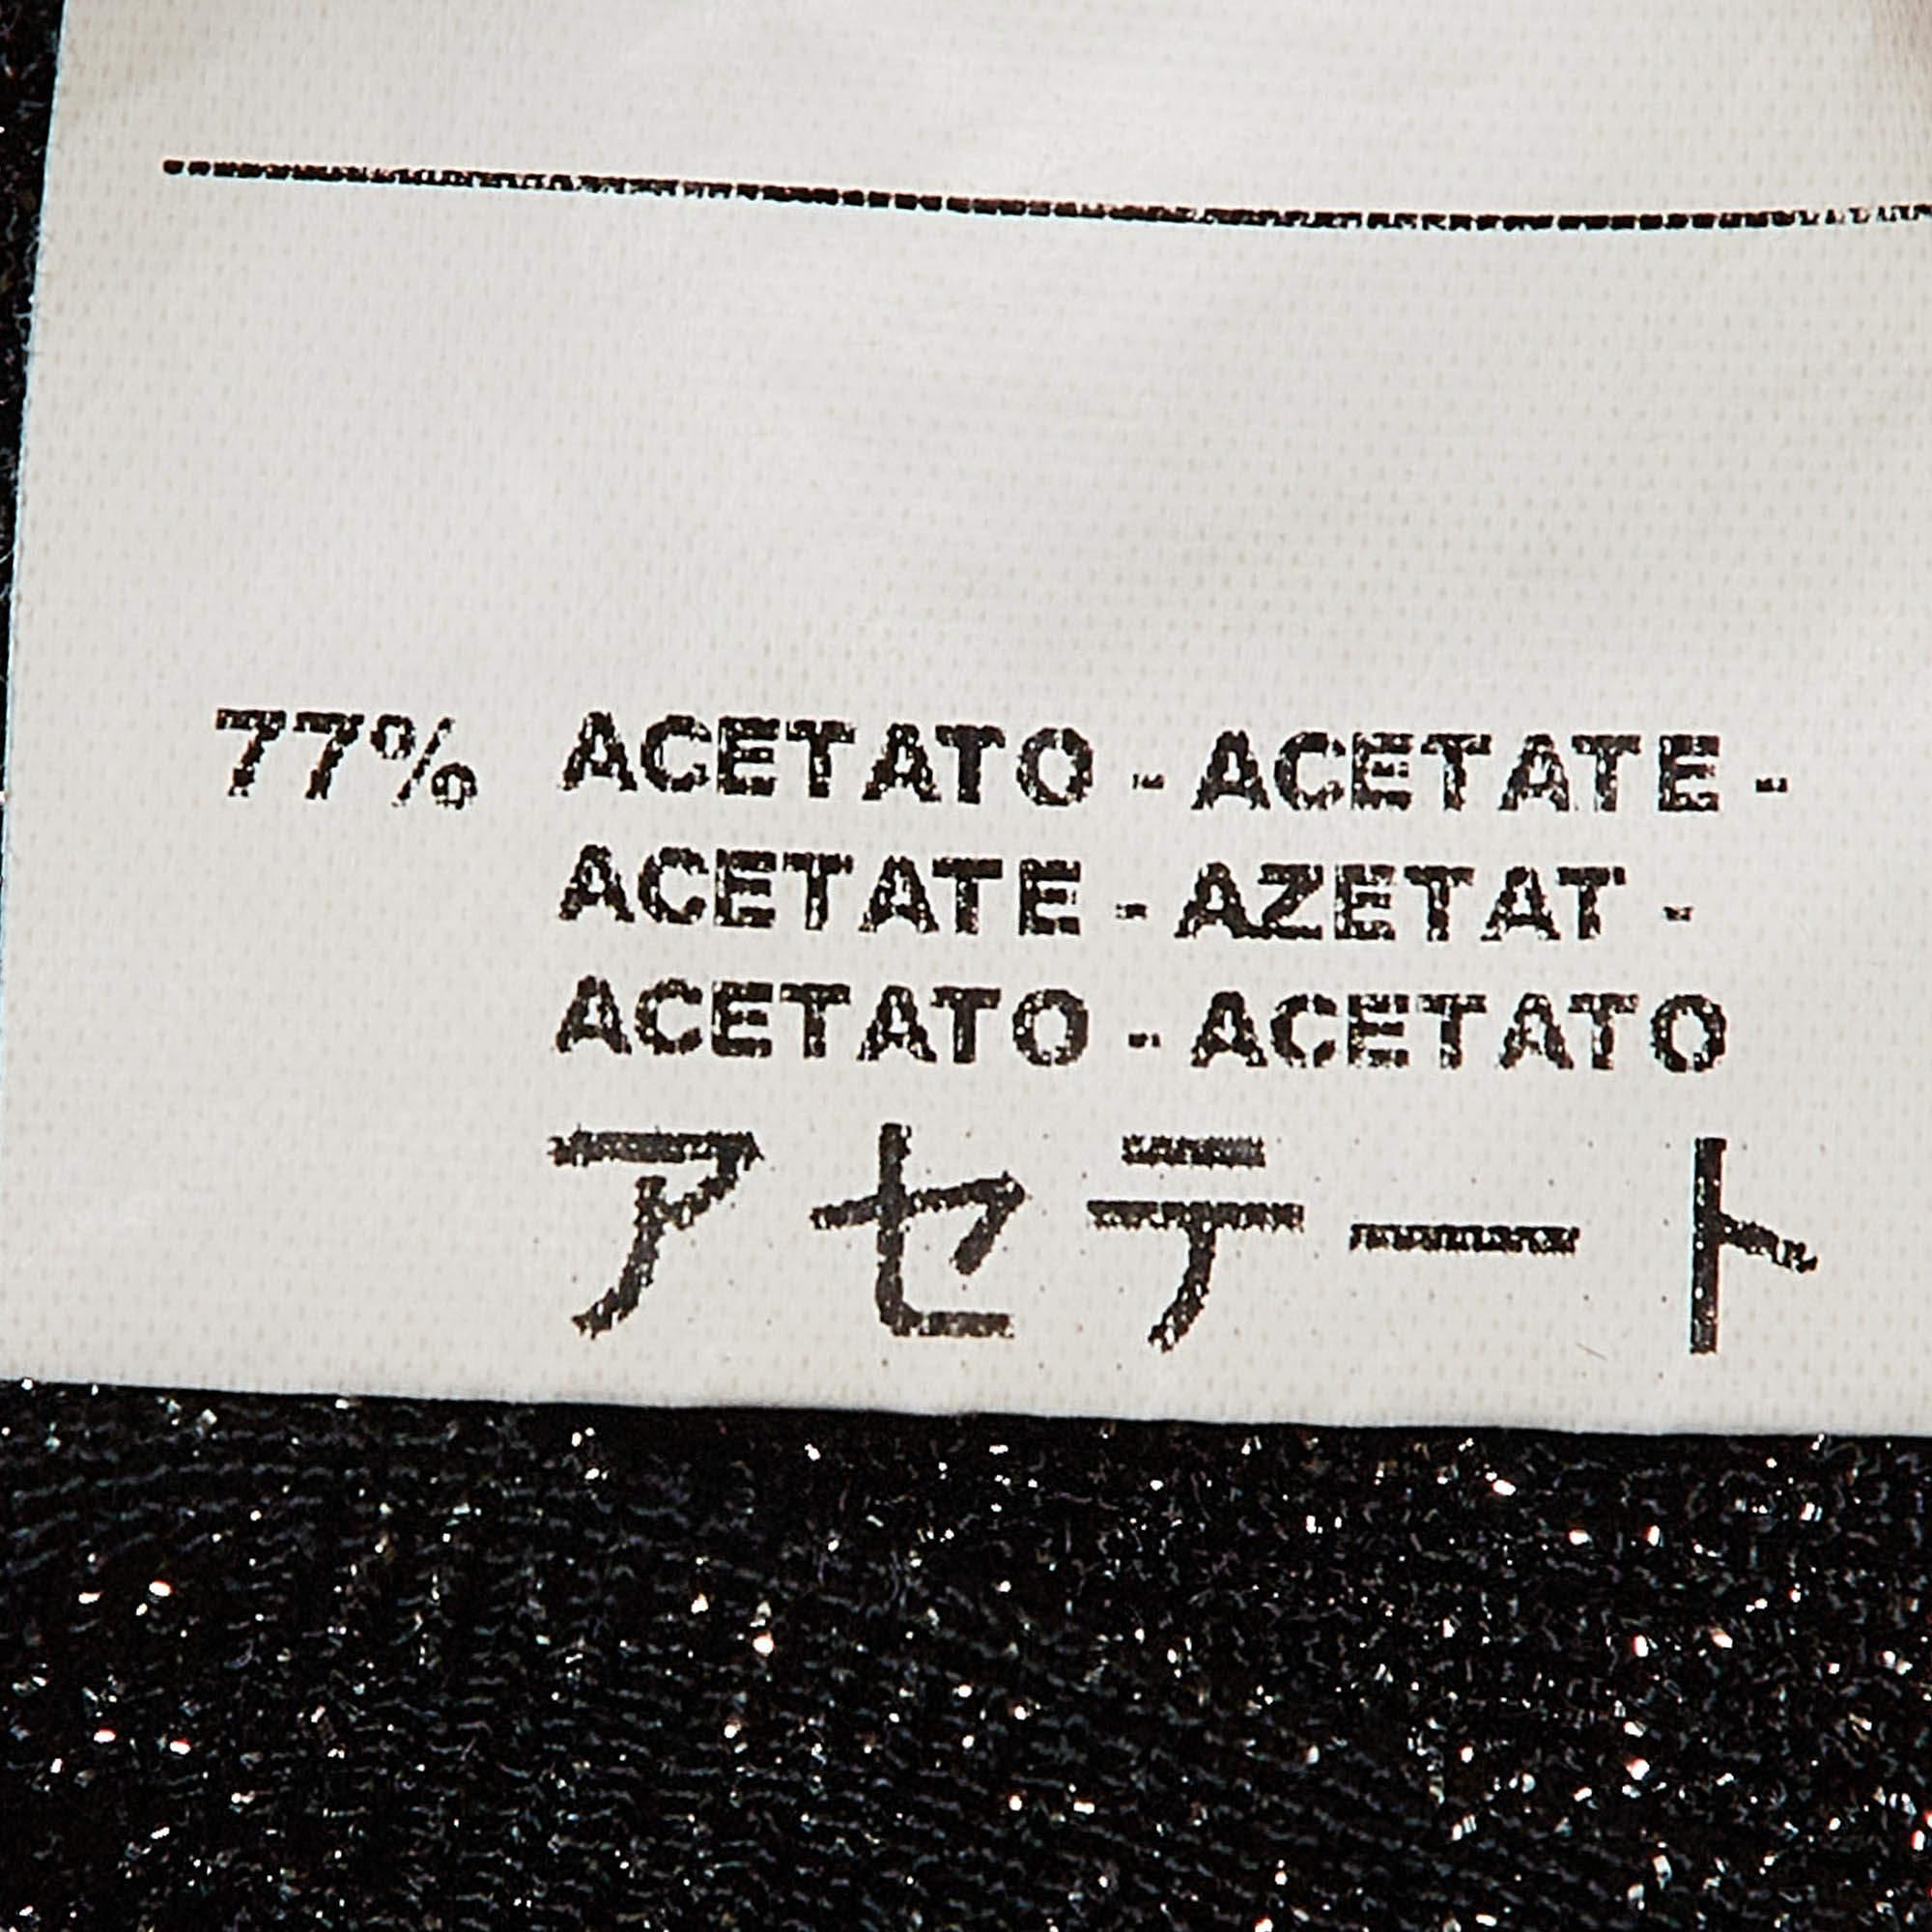 77% ACETATO - ACETATE -
ACETATE - AZETAT -
ACETATO - ACETATO
アセテート